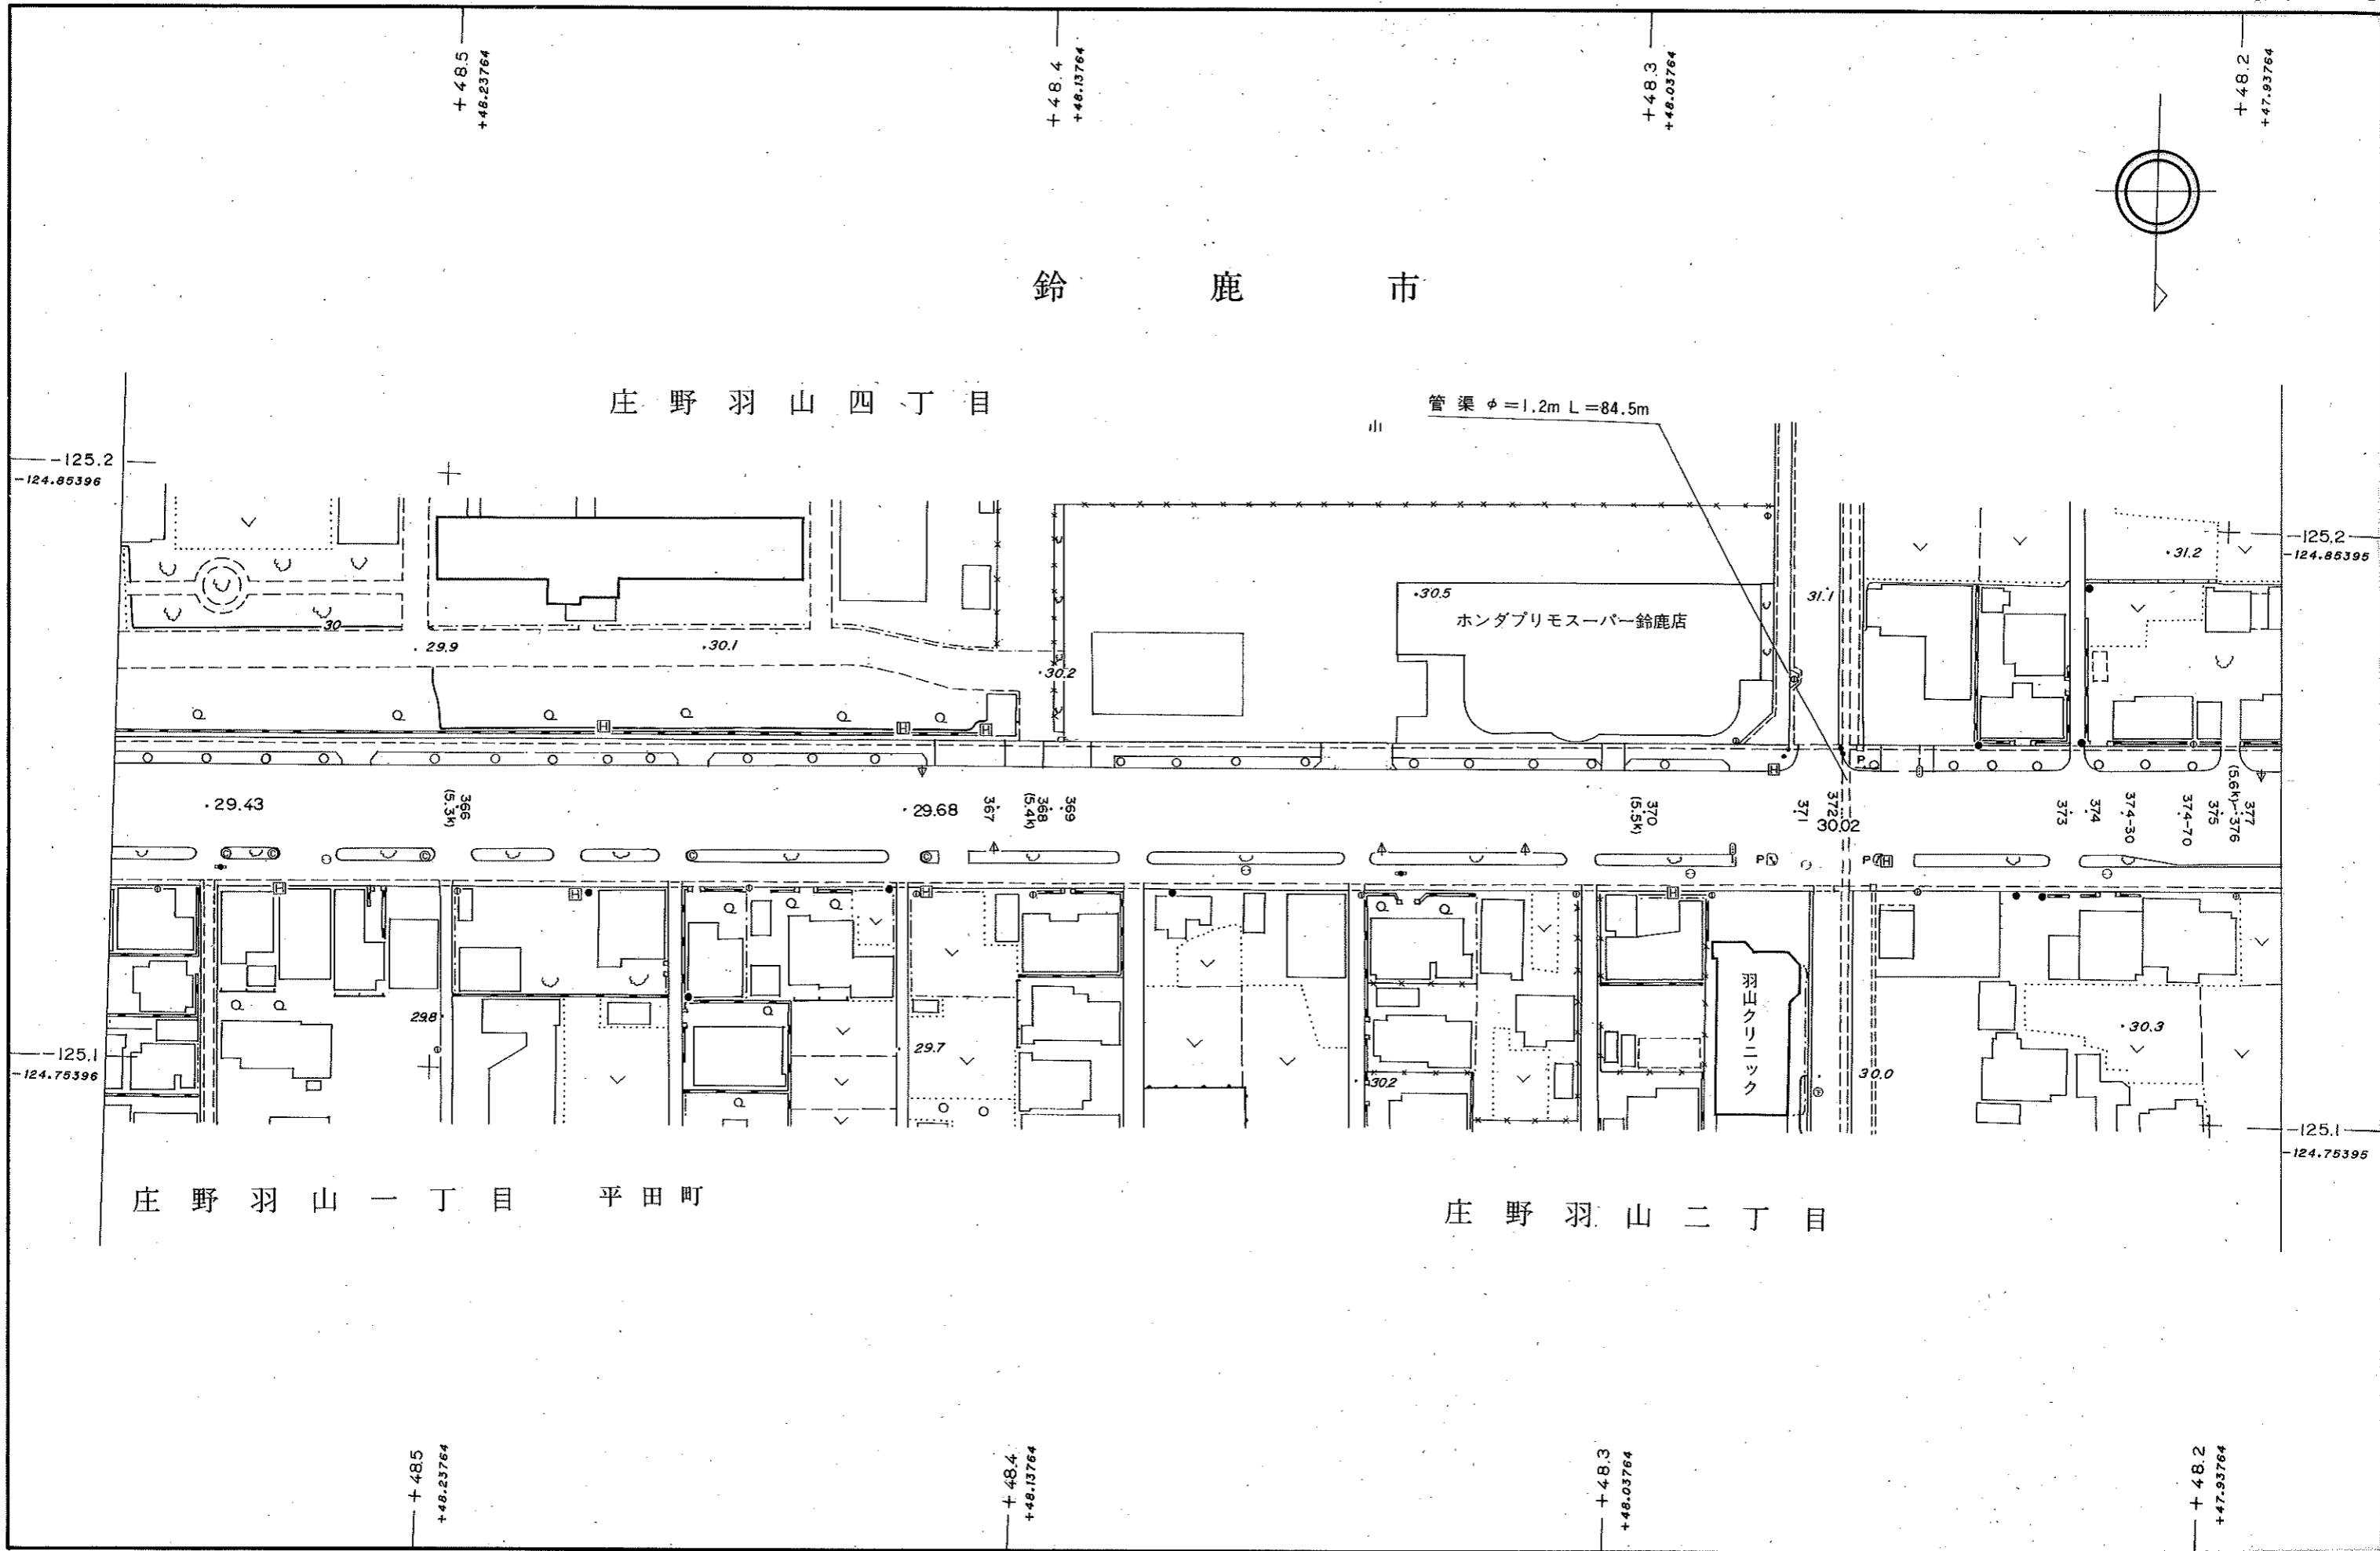 +48.5
+48.23764
+48.4
+48.13764
+48.3
+48.03764
+48.2
+47.93764
鈴鹿市
庄野羽山四丁目
管渠 φ=1.2m L=84.5m
-125.2
-124.85396
-125.2
-124.85395
・31.2
・30.5
31.1
ホンダプリモスーパー鈴鹿店
30
・29.9
・30.1
・30.2
H
H
H
H
P
・29.43
366
(5.3k)
・29.68
367
368
(5.4k)
369
370
(5.5k)
371
372
30.02
373
374
374-30
374-70
375
(5.6k)-376
377
P
P
H
H
H
H
H
29.8
29.7
30.2
羽山クリニック
30.0
・30.3
-125.1
-124.75396
-125.1
-124.75395
庄野羽山一丁目
平田町
庄野羽山二丁目
+48.5
+48.23764
+48.4
+48.13764
+48.3
+48.03764
+48.2
+47.93764